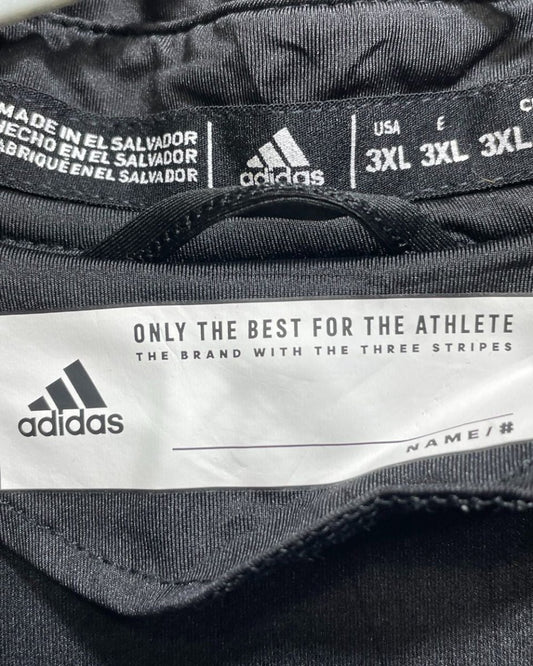 MADE IN EL SALVADOR
HECHO EN EL SALVADOR
FABRIQUÉ EN EL SALVADOR
adidas
USA E
3XL 3XL 3XL
ONLY THE BEST FOR THE ATHLETE
THE BRAND WITH THE THREE STRIPES
adidas
NAME/#